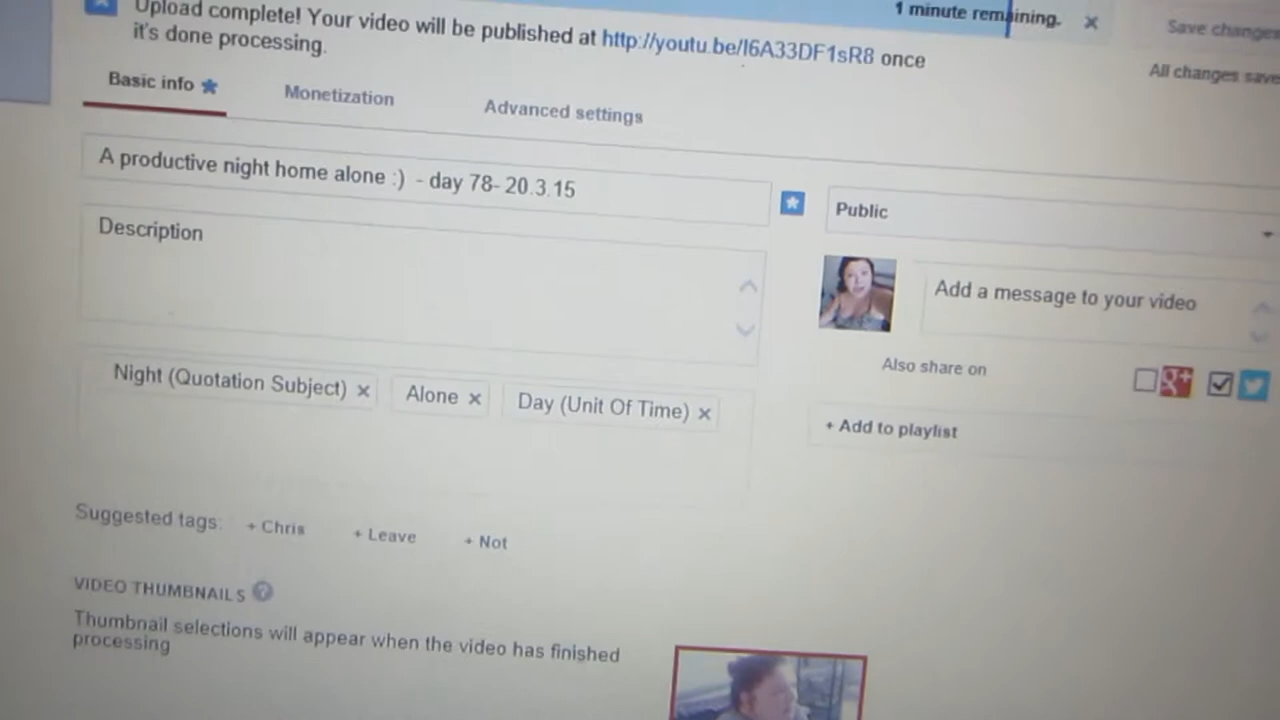 1 minute remaining.
Save changes
Upload complete! Your video will be published at http://youtu.be/I6A33DF1sR8 once
it's done processing.
All changes save
Basic info
Monetization
Advanced settings
A productive night home alone :) - day 78- 20.3.15
Public
Description
Add a message to your video
Also share on
g+
Night (Quotation Subject) × Alone × Day (Unit Of Time) ×
+ Add to playlist
Suggested tags: + Chris + Leave + Not
VIDEO THUMBNAILS ?
Thumbnail selections will appear when the video has finished
processing